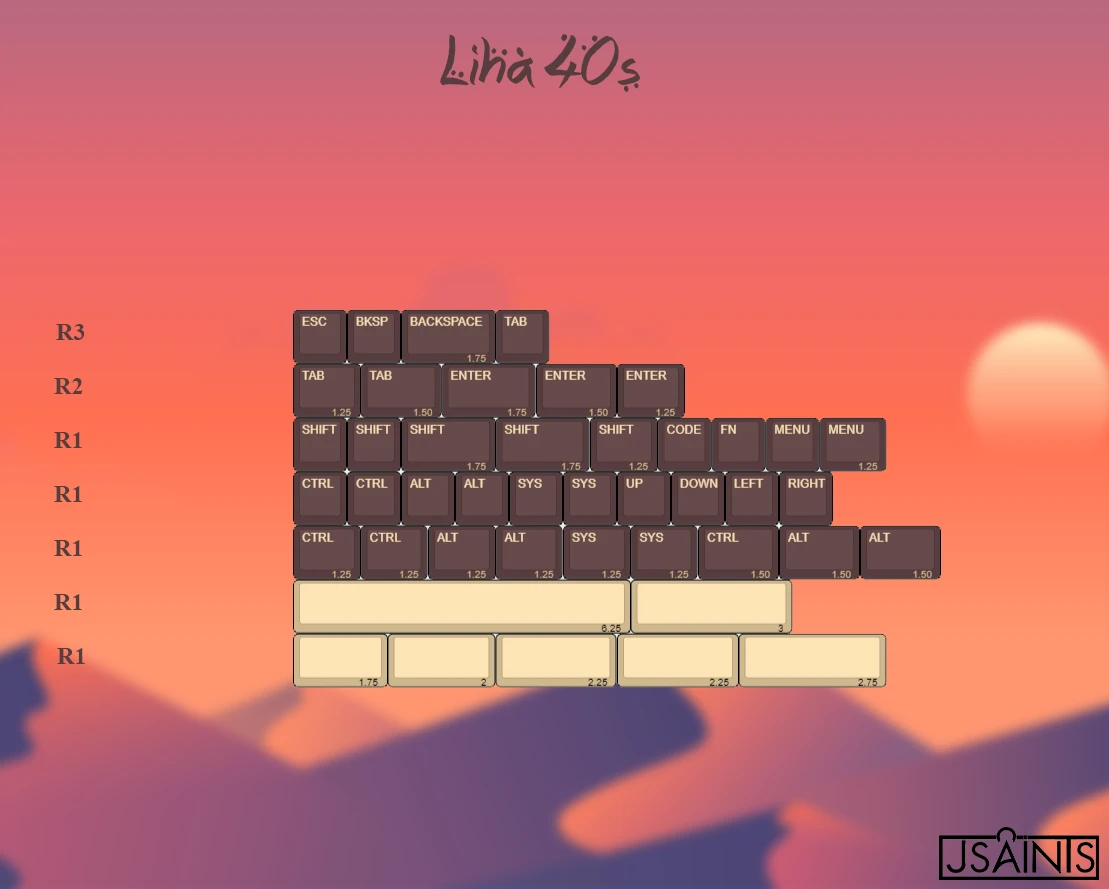 Liha 40s
R3 ESC BKSP BACKSPACE 1.75 TAB
R2 TAB 1.25 TAB 1.50 ENTER 1.75 ENTER 1.50 ENTER 1.25
R1 SHIFT SHIFT SHIFT 1.75 SHIFT 1.75 SHIFT 1.25 CODE FN MENU MENU 1.25
R1 CTRL CTRL ALT ALT SYS SYS UP DOWN LEFT RIGHT
R1 CTRL 1.25 CTRL 1.25 ALT 1.25 ALT 1.25 SYS 1.25 SYS 1.25 CTRL 1.50 ALT 1.50 ALT 1.50
R1 6.25 3
R1 1.75 2 2.25 2.25 2.75
JSAINTS